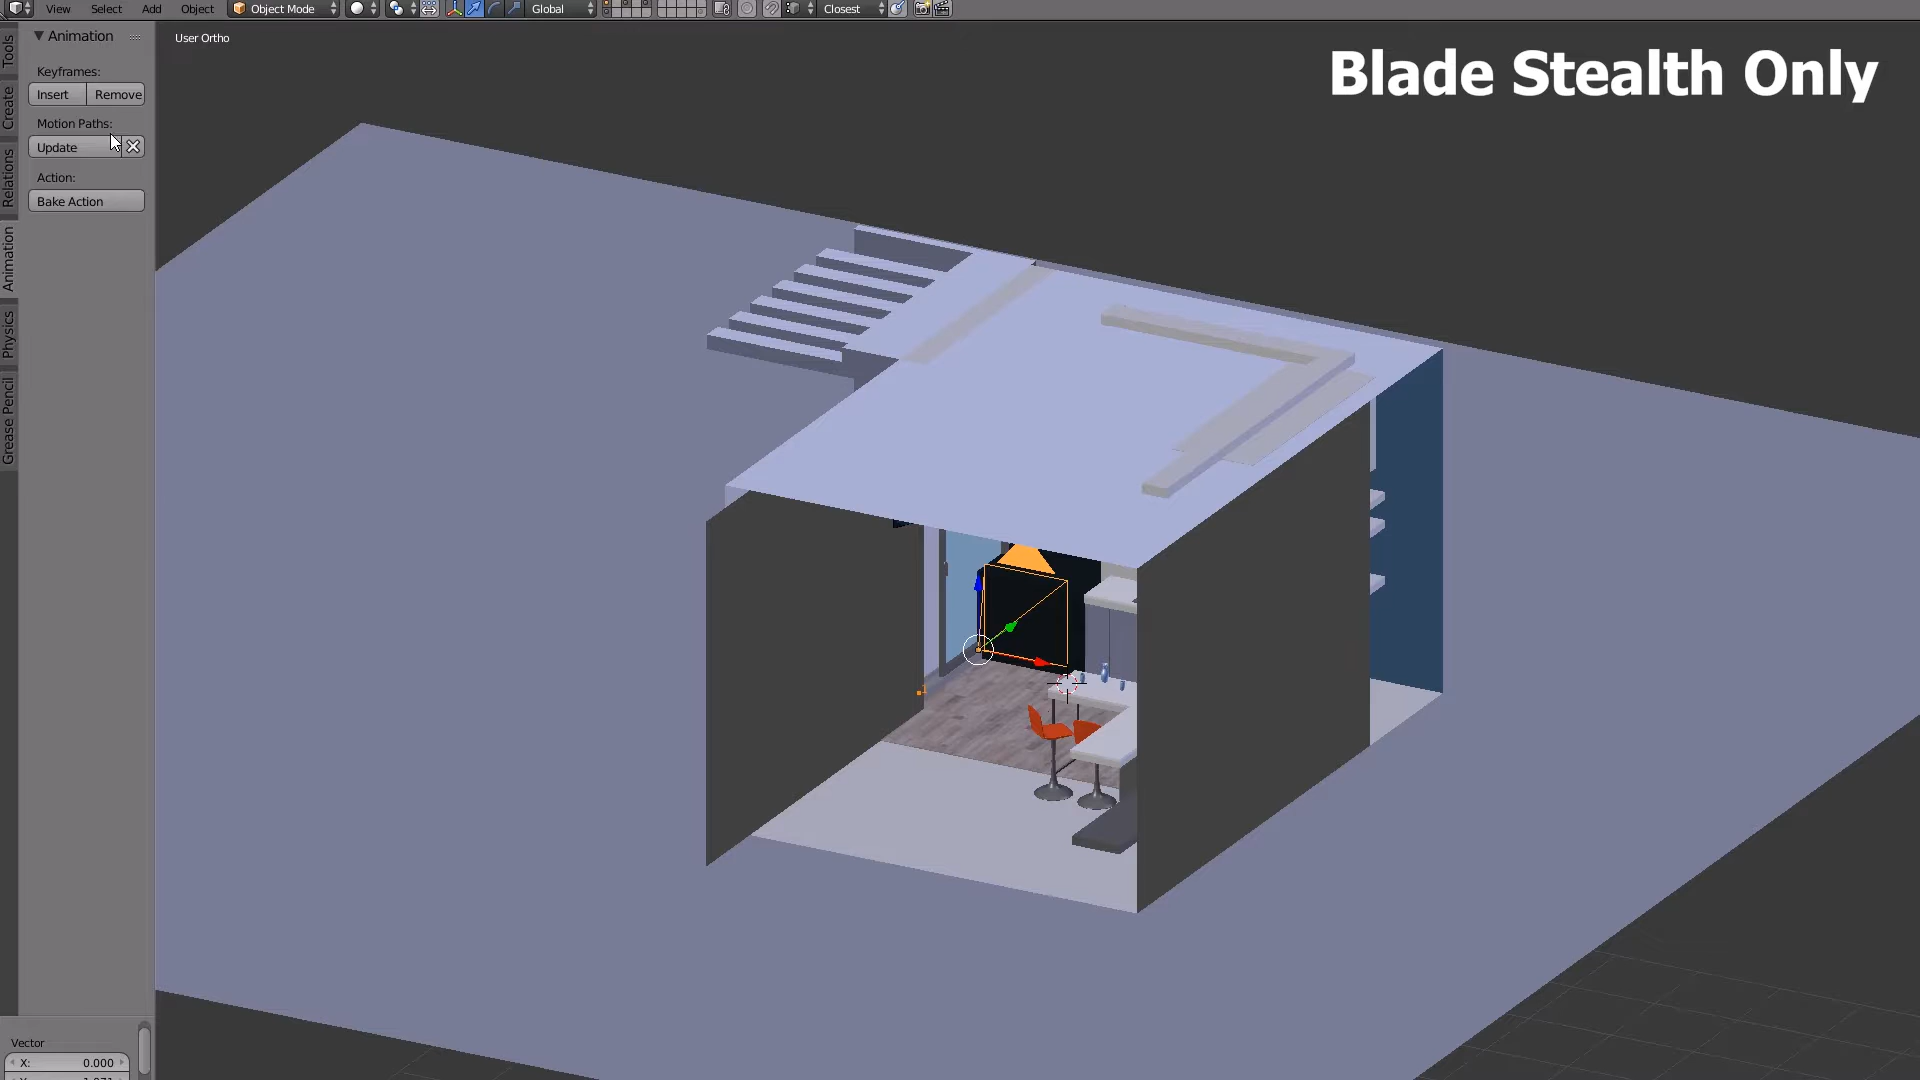 View Select Add Object Object Mode Global Closest
Blade Stealth Only
User Ortho
Tools
Create
Relations
Animation
Physics
Grease Pencil
Animation
Keyframes:
Insert Remove
Motion Paths:
Update
Action:
Bake Action
Vector
X: 0.000